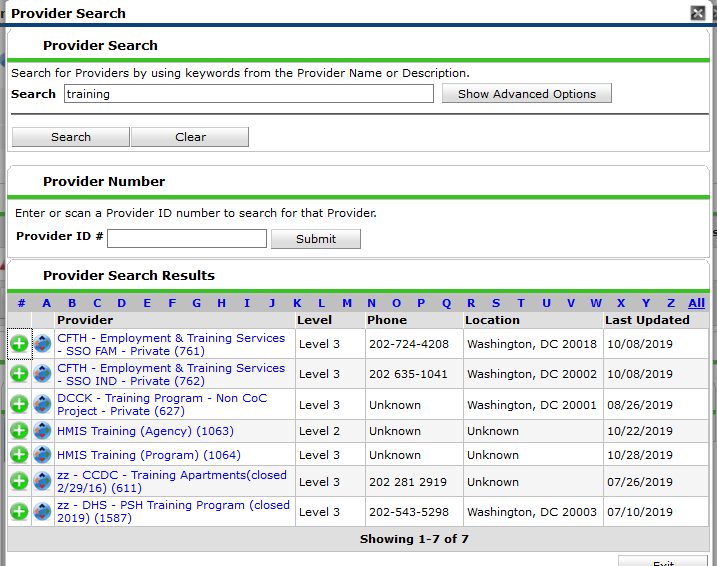 Provider Search
Provider Search
Search for Providers by using keywords from the Provider Name or Description.
Search training Show Advanced Options
Search Clear
Provider Number
Enter or scan a Provider ID number to search for that Provider.
Provider ID # Submit
Provider Search Results
# A B C D E F G H I J K L M N O P Q R S T U V W X Y Z All
Provider Level Phone Location Last Updated
CFTH - Employment & Training Services
- SSO FAM - Private (761) Level 3 202-724-4208 Washington, DC 20018 10/08/2019
CFTH - Employment & Training Services
- SSO IND - Private (762) Level 3 202 635-1041 Washington, DC 20002 10/08/2019
DCCK - Training Program - Non CoC
Project - Private (627) Level 3 Unknown Washington, DC 20001 08/26/2019
HMIS Training (Agency) (1063) Level 2 Unknown Unknown 10/22/2019
HMIS Training (Program) (1064) Level 3 Unknown Unknown 10/28/2019
zz - CCDC - Training Apartments(closed
2/29/16) (611) Level 3 202 281 2919 Unknown 07/26/2019
zz - DHS - PSH Training Program (closed
2019) (1587) Level 3 202-543-5298 Washington, DC 20003 07/10/2019
Showing 1-7 of 7
Exit